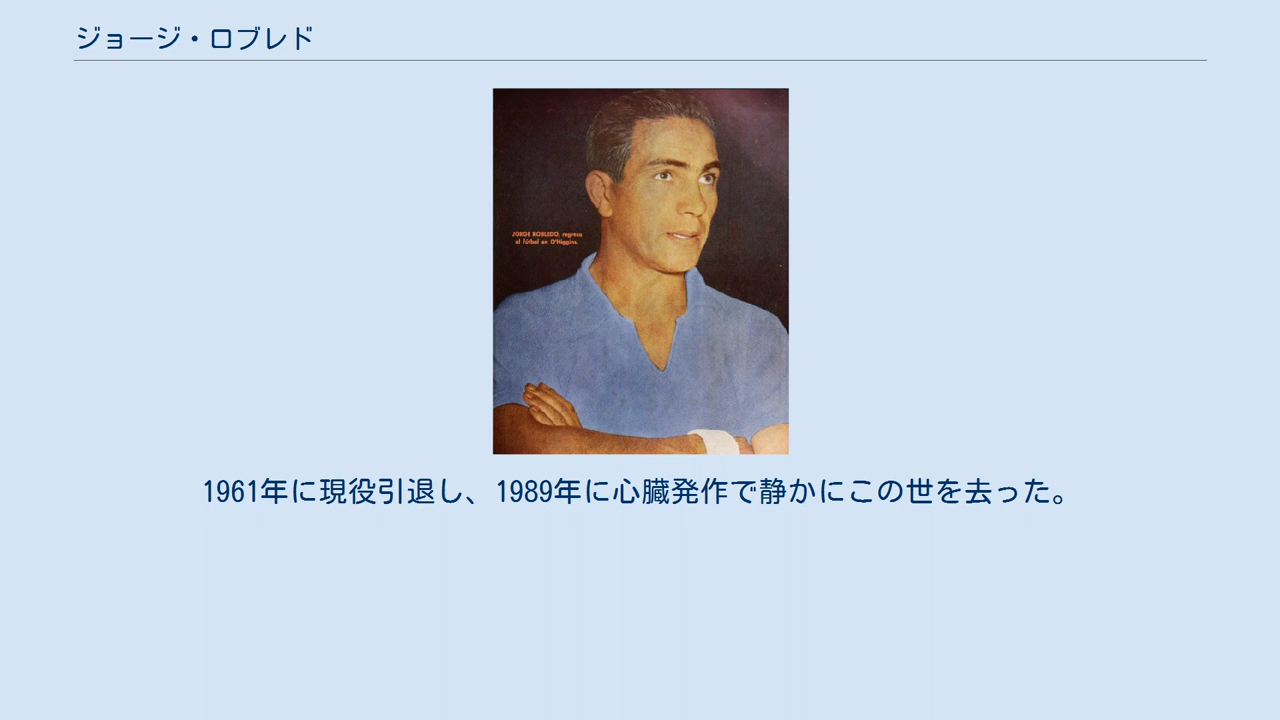 ジョージ・ロブレド
JORGE ROBLEDO, regresa
al fútbol en O'Higgins.
1961年に現役引退し、1989年に心臓発作で静かにこの世を去った。